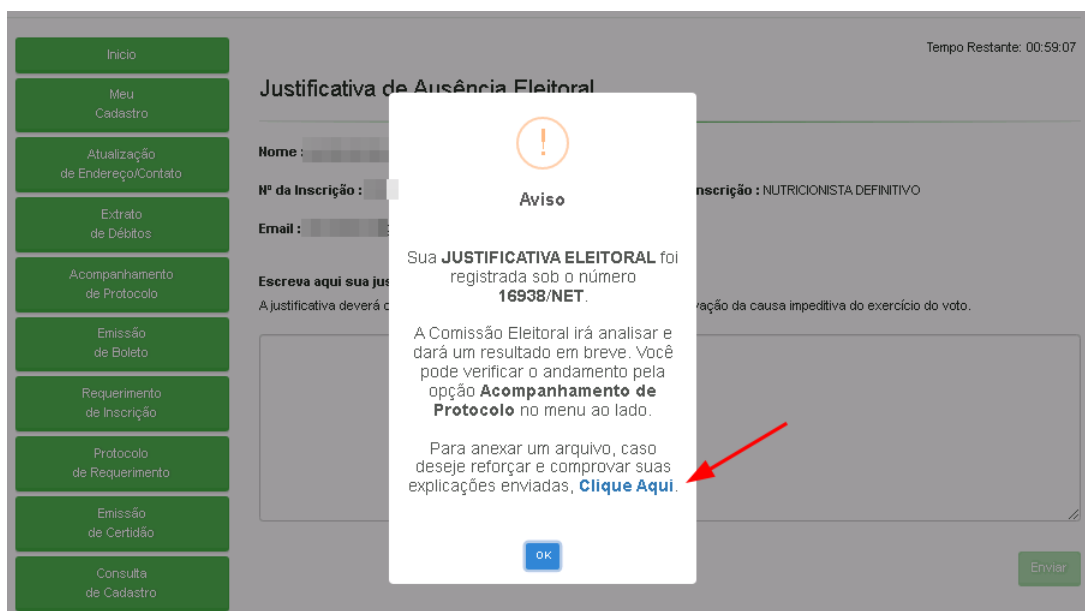 Tempo Restante: 00:59:07
Inicio
Meu
Cadastro
Atualização
de Endereço/Contato
Extrato
de Débitos
Acompanhamento
de Protocolo
Emissão
de Boleto
Requerimento
de Inscrição
Protocolo
de Requerimento
Emissão
de Certidão
Consulta
de Cadastro
Justificativa de Ausência Eleitoral
Nome :
Nº da Inscrição :
nscrição : NUTRICIONISTA DEFINITIVO
Email :
Escreva aqui sua jus
A justificativa deverá
vação da causa impeditiva do exercício do voto.
!
Aviso
Sua JUSTIFICATIVA ELEITORAL foi
registrada sob o número
16938/NET.
A Comissão Eleitoral irá analisar e
dará um resultado em breve. Você
pode verificar o andamento pela
opção Acompanhamento de
Protocolo no menu ao lado.
Para anexar um arquivo, caso
deseje reforçar e comprovar suas
explicações enviadas, Clique Aqui.
OK
Enviar